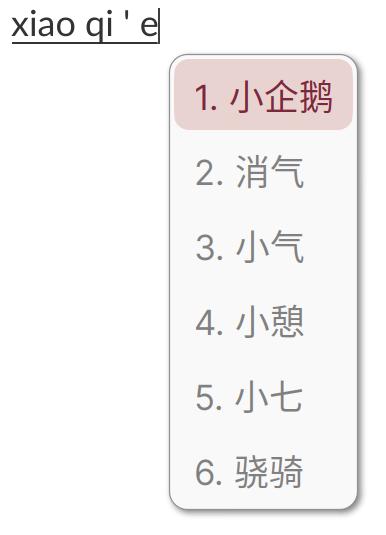 xiao qi ' e
1. 小企鹅
2. 消气
3. 小气
4. 小憩
5. 小七
6. 骁骑